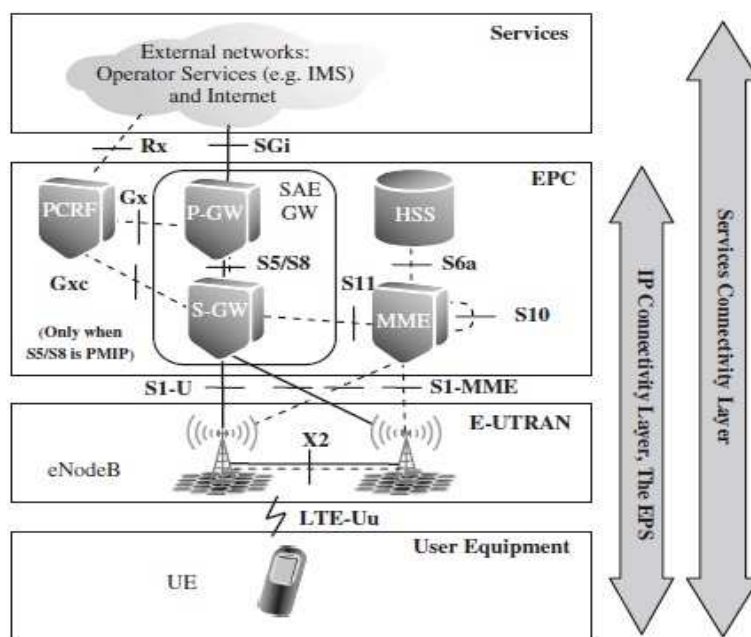 Services
External networks:
Operator Services (e.g. IMS)
and Internet
Rx
SGi
EPC
PCRF
Gx
P-GW
SAE
GW
HSS
S5/S8
S6a
Gxc
S-GW
S11
MME
S10
(Only when
S5/S8 is PMIP)
S1-U
S1-MME
E-UTRAN
X2
eNodeB
LTE-Uu
User Equipment
UE
IP Connectivity Layer, The EPS
Services Connectivity Layer